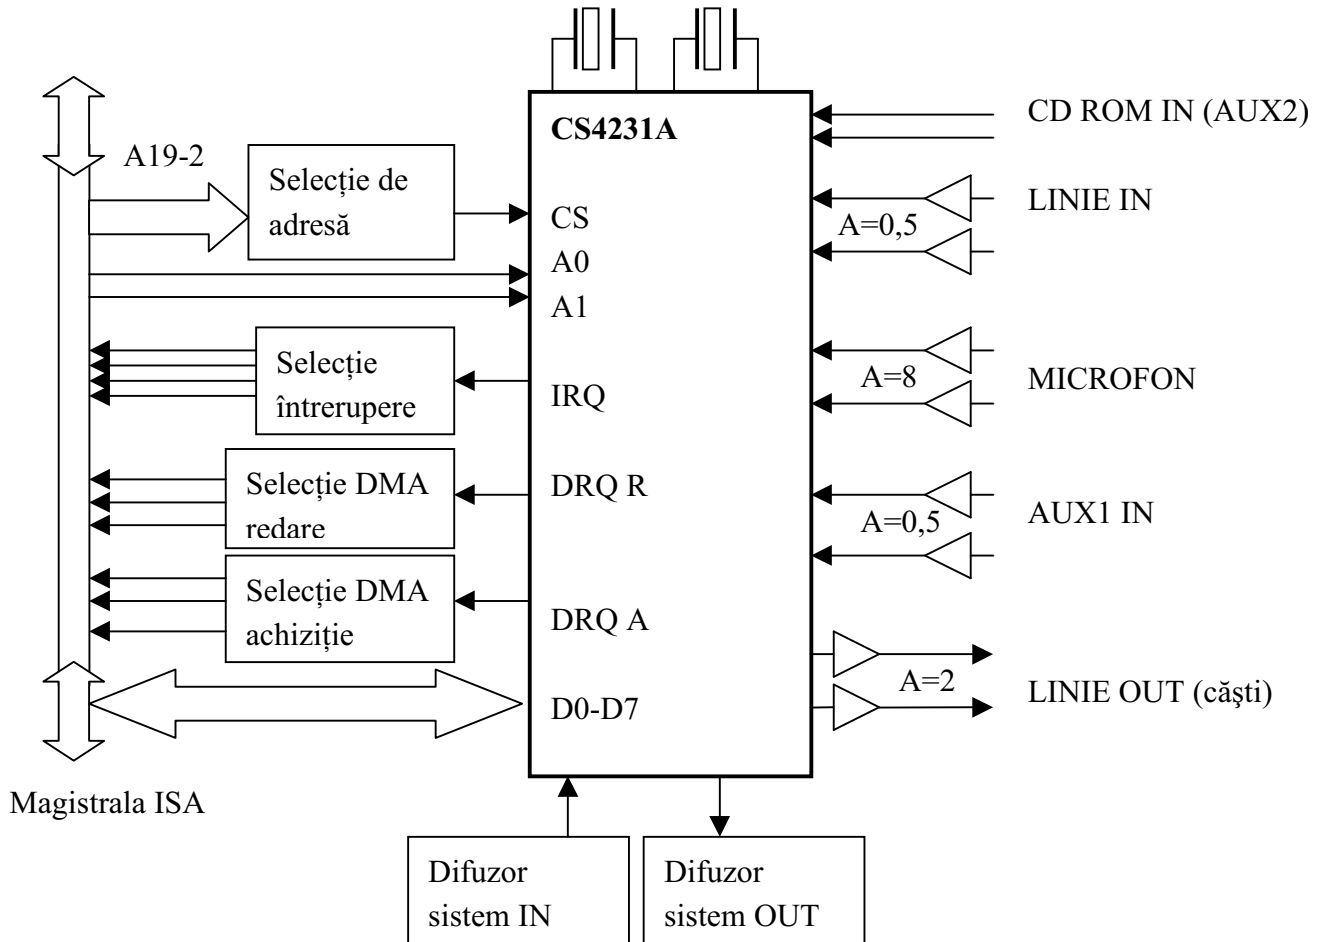 CS4231A
A19-2
Selecție de
adresă
CS
A0
A1
Selecție
întrerupere
IRQ
Selecție DMA
redare
DRQ R
Selecție DMA
achiziție
DRQ A
D0-D7
Magistrala ISA
Difuzor
sistem IN
Difuzor
sistem OUT
CD ROM IN (AUX2)
LINIE IN
A=0,5
MICROFON
A=8
AUX1 IN
A=0,5
LINIE OUT (căşti)
A=2